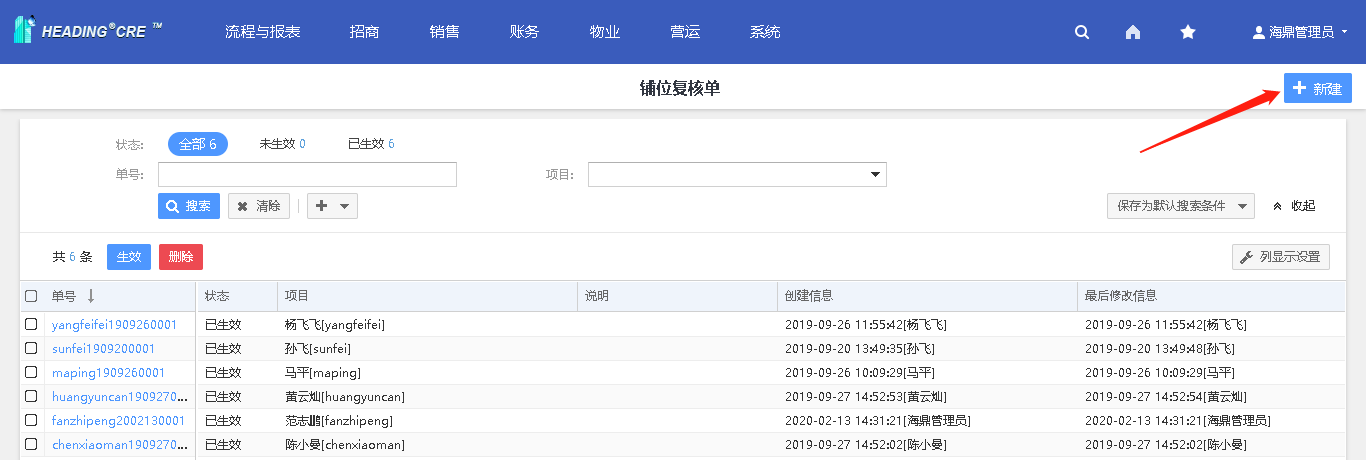 HEADING®CRE ™ 流程与报表 招商 销售 账务 物业 营运 系统 海鼎管理员
铺位复核单 新建
状态: 全部 6 未生效 0 已生效 6
单号: 项目:
搜索 清除 保存为默认搜索条件 收起
共 6 条 生效 删除 列显示设置
单号 ↓ 状态 项目 说明 创建信息 最后修改信息
yangfeifei1909260001 已生效 杨飞飞[yangfeifei] 2019-09-26 11:55:42[杨飞飞] 2019-09-26 11:55:42[杨飞飞]
sunfei1909200001 已生效 孙飞[sunfei] 2019-09-20 13:49:35[孙飞] 2019-09-20 13:49:48[孙飞]
maping1909260001 已生效 马平[maping] 2019-09-26 10:09:29[马平] 2019-09-26 10:09:29[马平]
huangyuncan1909270... 已生效 黄云灿[huangyuncan] 2019-09-27 14:52:53[黄云灿] 2019-09-27 14:52:54[黄云灿]
fanzhipeng2002130001 已生效 范志鹏[fanzhipeng] 2020-02-13 14:31:21[海鼎管理员] 2020-02-13 14:31:21[海鼎管理员]
chenxiaoman1909270... 已生效 陈小曼[chenxiaoman] 2019-09-27 14:52:02[陈小曼] 2019-09-27 14:52:02[陈小曼]